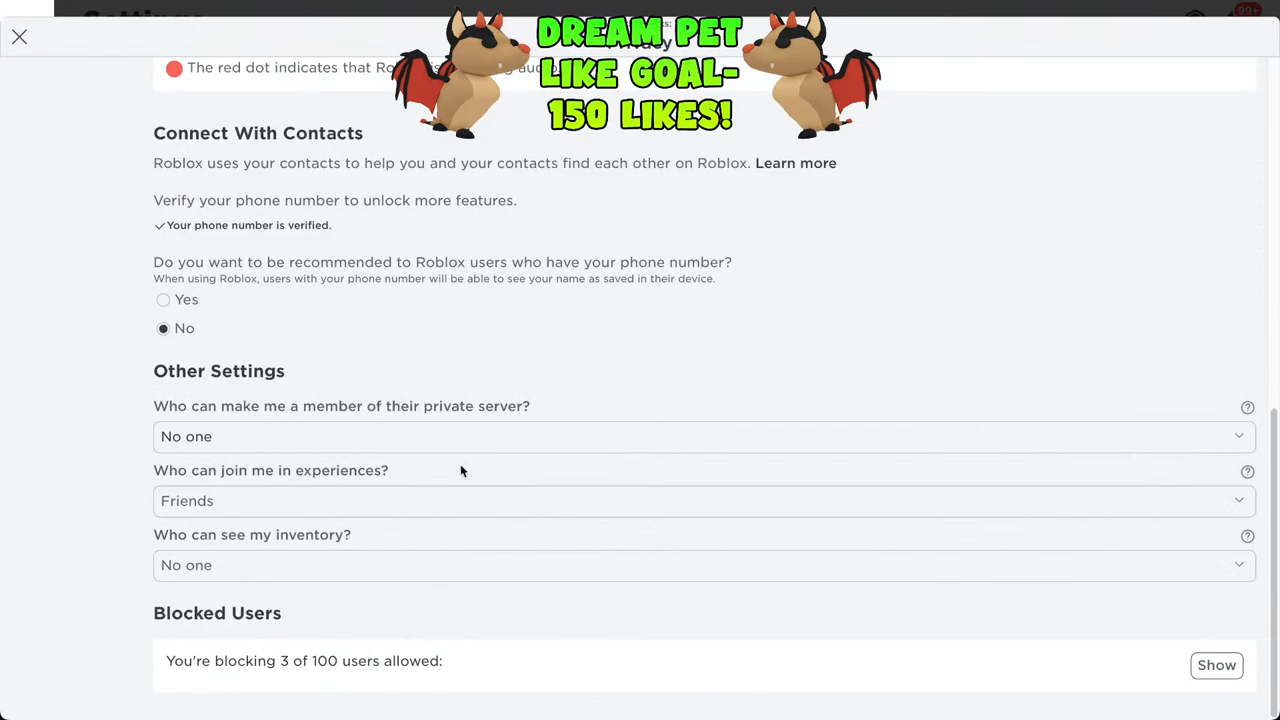 99+
DREAM PET
LIKE GOAL-
150 LIKES!
The red dot indicates that
Connect With Contacts
Roblox uses your contacts to help you and your contacts find each other on Roblox. Learn more
Verify your phone number to unlock more features.
Your phone number is verified.
Do you want to be recommended to Roblox users who have your phone number?
When using Roblox, users with your phone number will be able to see your name as saved in their device.
Yes
No
Other Settings
Who can make me a member of their private server?
No one
Who can join me in experiences?
Friends
Who can see my inventory?
No one
Blocked Users
You're blocking 3 of 100 users allowed:
Show